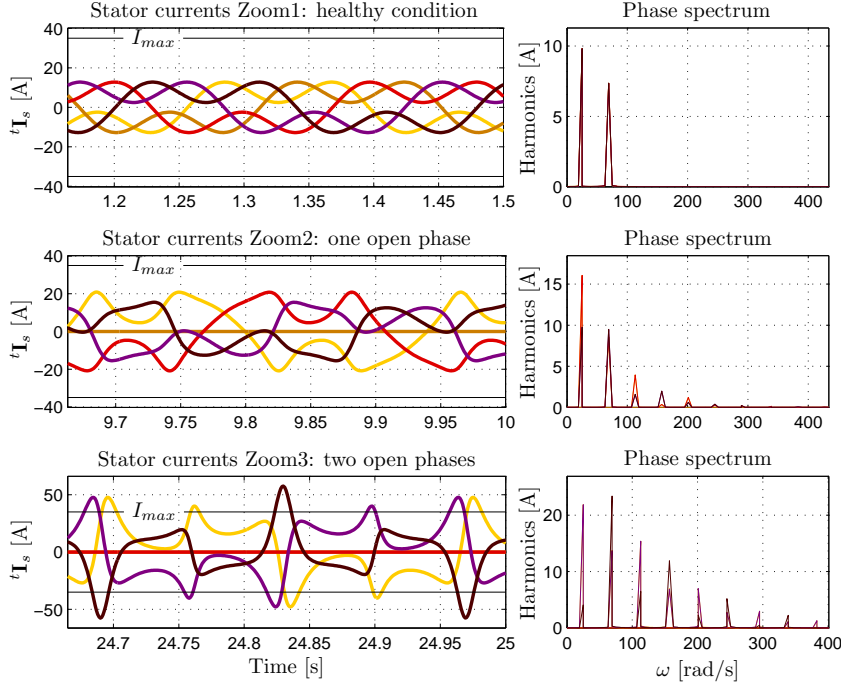 Stator currents Zoom1: healthy condition
Phase spectrum
40
20
0
−20
−40
ᵗI_s [A]
I_max
1.2 1.25 1.3 1.35 1.4 1.45 1.5
10
5
0
Harmonics [A]
0 100 200 300 400
Stator currents Zoom2: one open phase
Phase spectrum
40
20
0
−20
−40
ᵗI_s [A]
I_max
9.7 9.75 9.8 9.85 9.9 9.95 10
15
10
5
0
Harmonics [A]
0 100 200 300 400
Stator currents Zoom3: two open phases
Phase spectrum
50
0
−50
ᵗI_s [A]
I_max
24.7 24.75 24.8 24.85 24.9 24.95 25
Time [s]
20
10
0
Harmonics [A]
0 100 200 300 400
ω [rad/s]